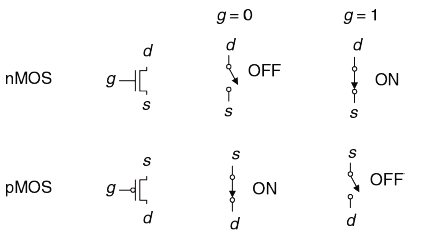 g = 0 g = 1
d d d
nMOS g OFF ON
s s s
s s s
pMOS g ON OFF
d d d